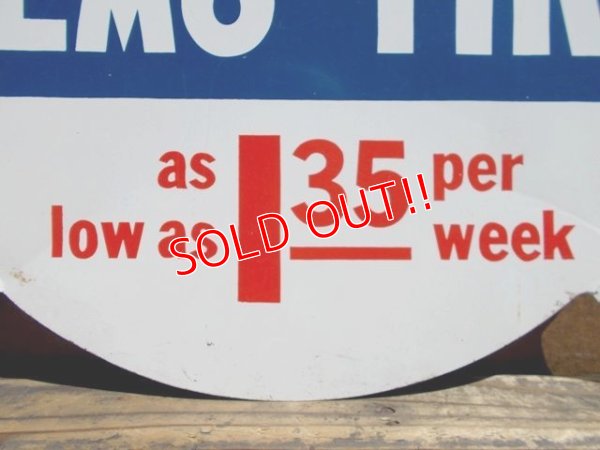 as 1 35 per
low as week
SOLD OUT!!